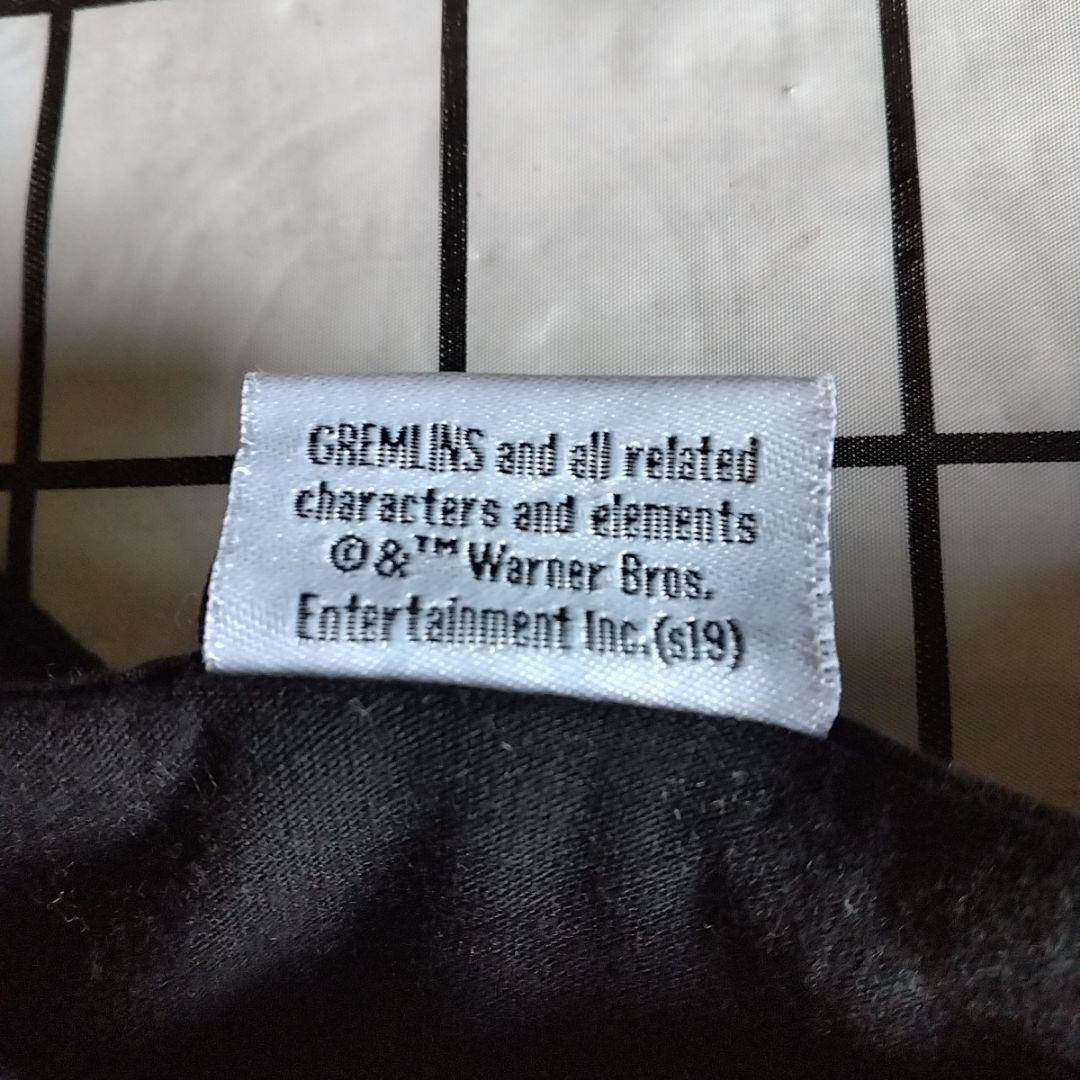 GREMLINS and all related
characters and elements
©&™ Warner Bros.
Entertainment Inc.(s19)